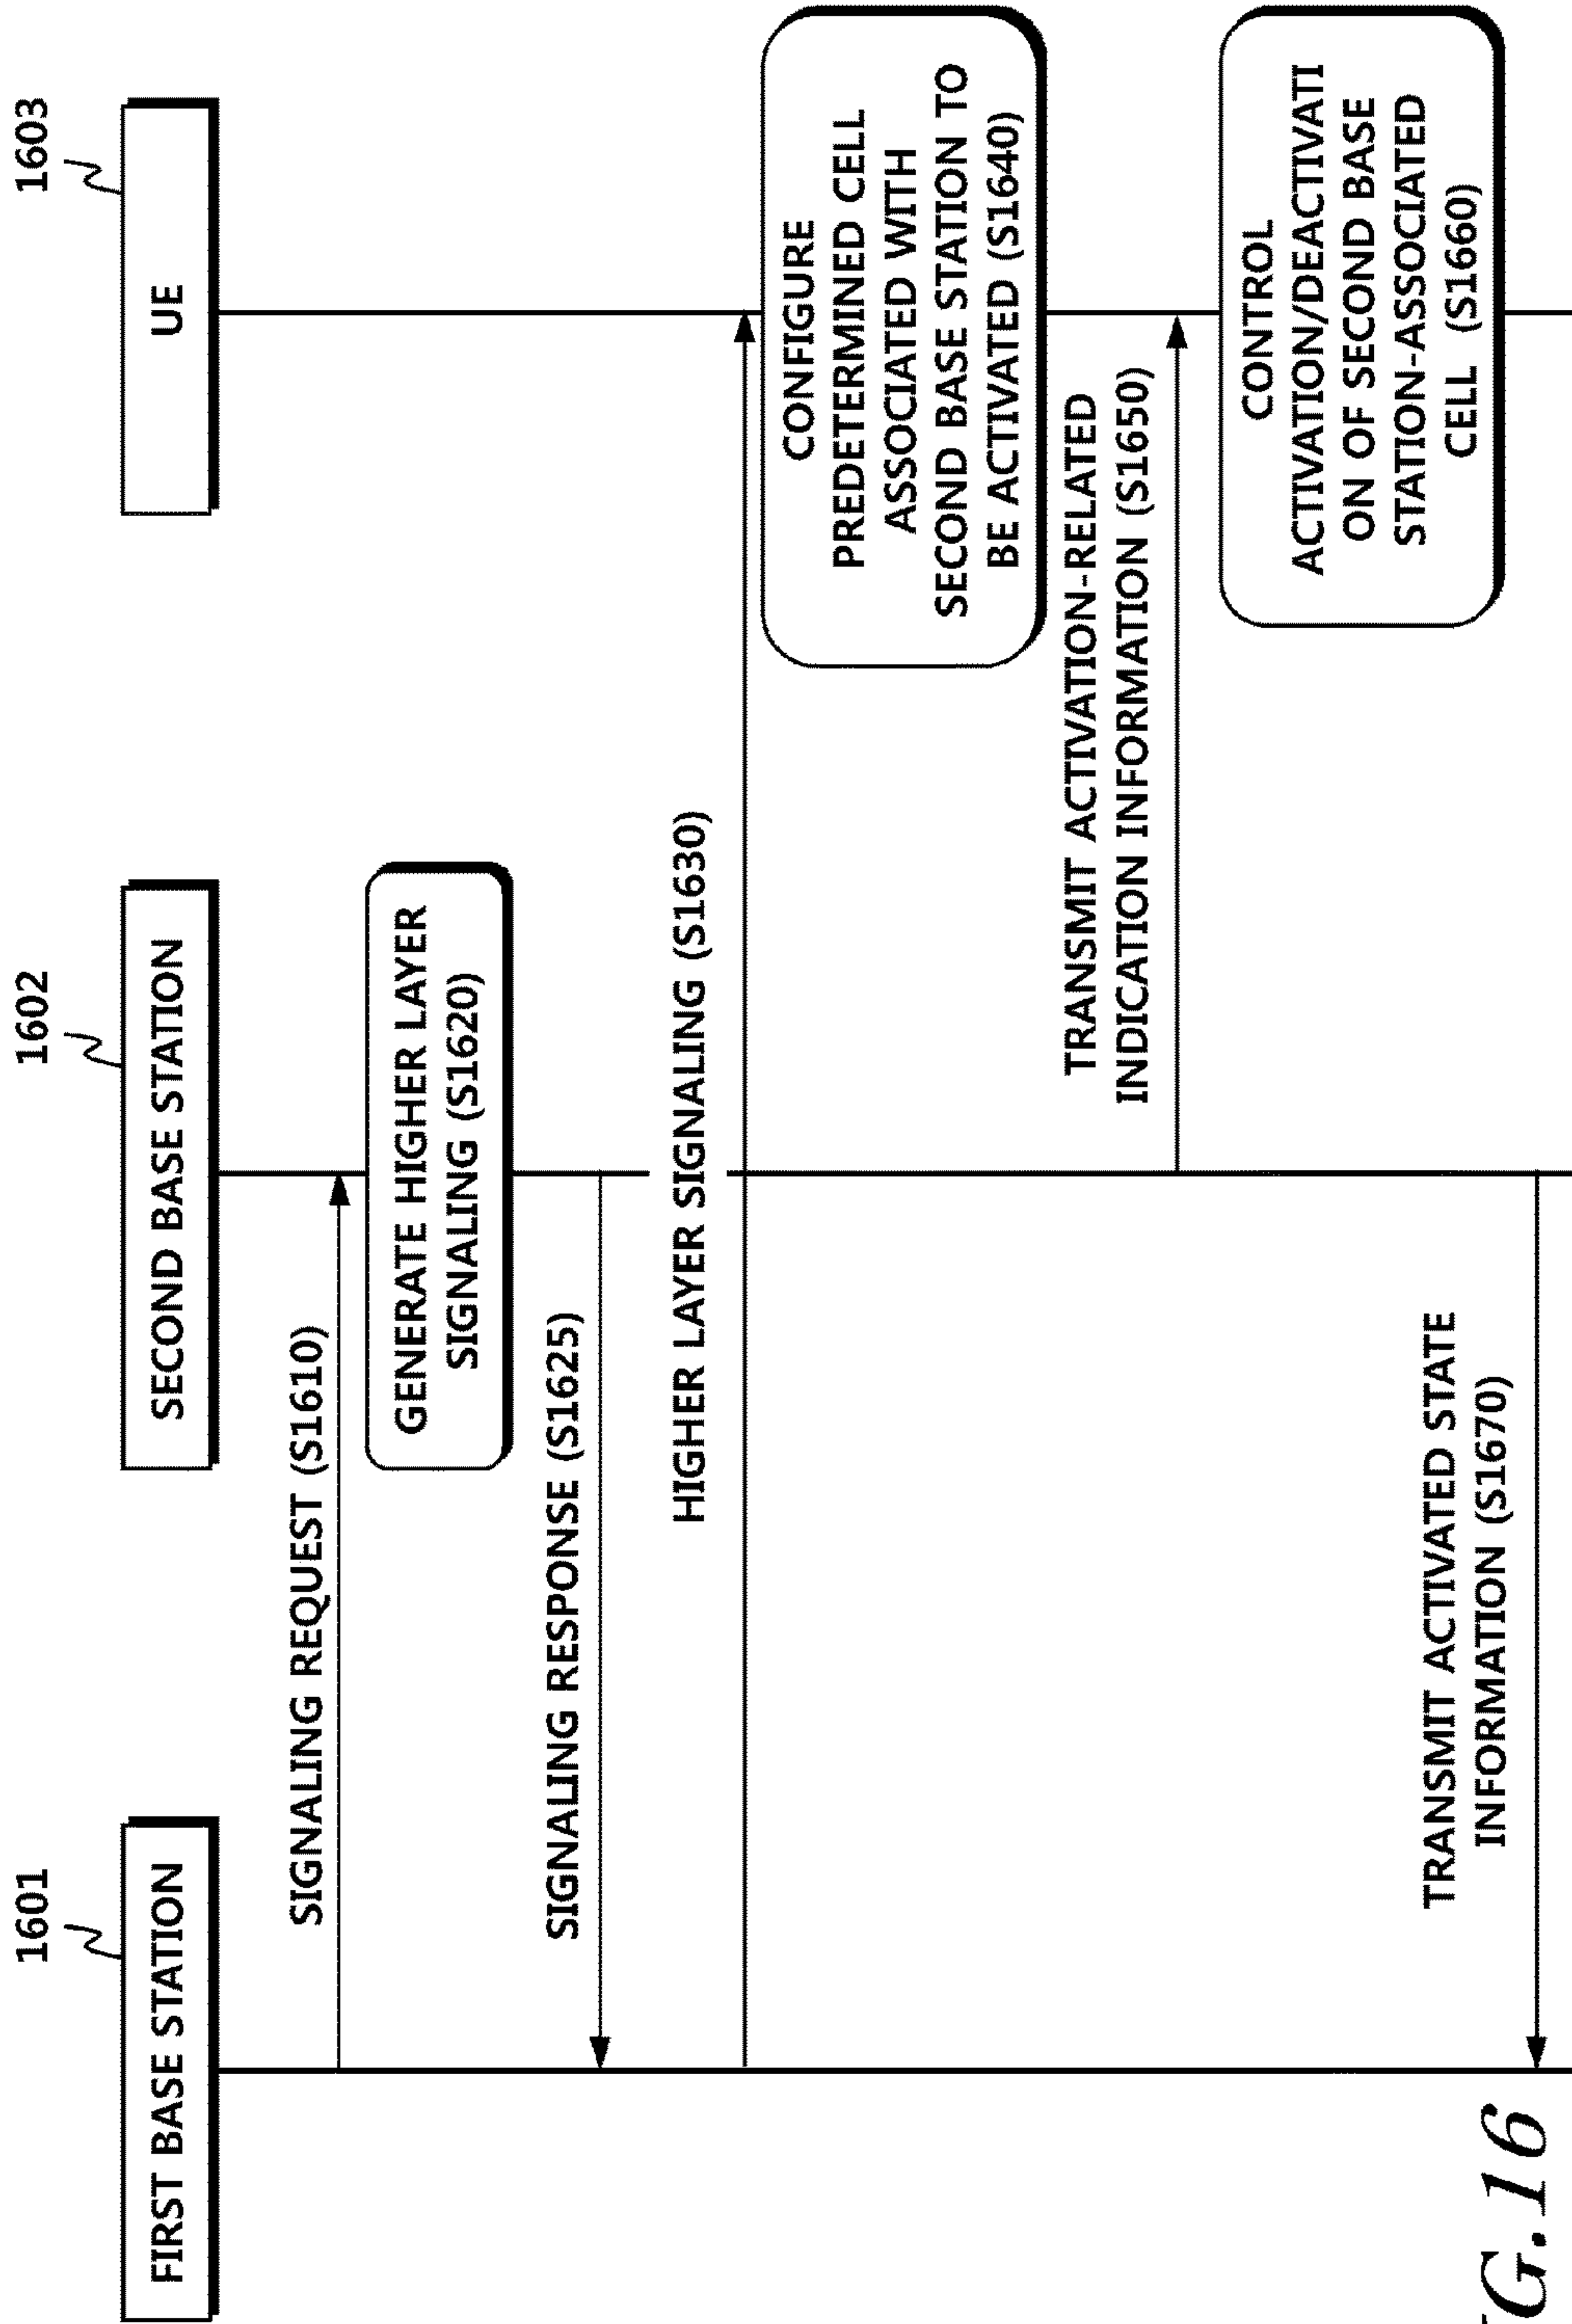 1601
1602
1603
FIRST BASE STATION
SECOND BASE STATION
UE
SIGNALING REQUEST (S1610)
GENERATE HIGHER LAYER
SIGNALING (S1620)
SIGNALING RESPONSE (S1625)
HIGHER LAYER SIGNALING (S1630)
CONFIGURE
PREDETERMINED CELL
ASSOCIATED WITH
SECOND BASE STATION TO
BE ACTIVATED (S1640)
TRANSMIT ACTIVATION-RELATED
INDICATION INFORMATION (S1650)
CONTROL
ACTIVATION/DEACTIVATI
ON OF SECOND BASE
STATION-ASSOCIATED
CELL (S1660)
TRANSMIT ACTIVATED STATE
INFORMATION (S1670)
G.16